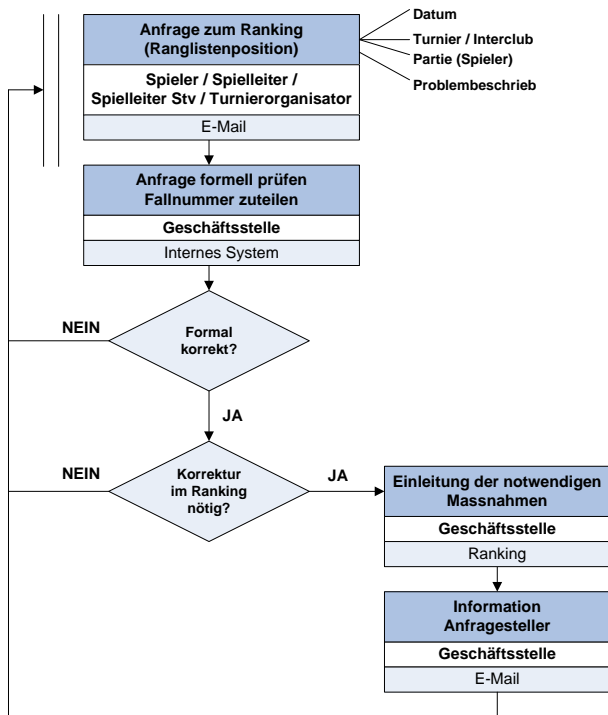 Anfrage zum Ranking
(Ranglistenposition)
Spieler / Spielleiter /
Spielleiter Stv / Turnierorganisator
E-Mail
Datum
Turnier / Interclub
Partie (Spieler)
Problembeschrieb
Anfrage formell prüfen
Fallnummer zuteilen
Geschäftsstelle
Internes System
NEIN
Formal
korrekt?
JA
NEIN
Korrektur
im Ranking
nötig?
JA
Einleitung der notwendigen
Massnahmen
Geschäftsstelle
Ranking
Information
Anfragesteller
Geschäftsstelle
E-Mail